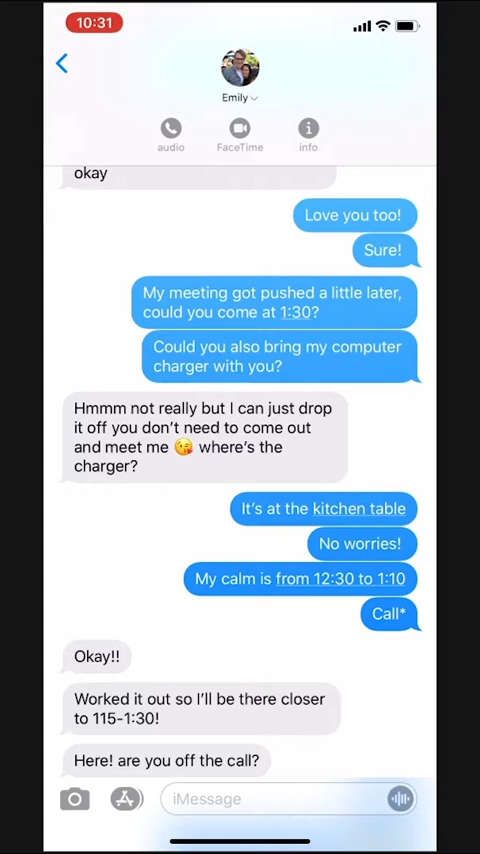 10:31
Emily
audio
FaceTime
info
okay
Love you too!
Sure!
My meeting got pushed a little later,
could you come at 1:30?
Could you also bring my computer
charger with you?
Hmmm not really but I can just drop
it off you don’t need to come out
and meet me 😘 where’s the
charger?
It’s at the kitchen table
No worries!
My calm is from 12:30 to 1:10
Call*
Okay!!
Worked it out so I’ll be there closer
to 115-1:30!
Here! are you off the call?
iMessage